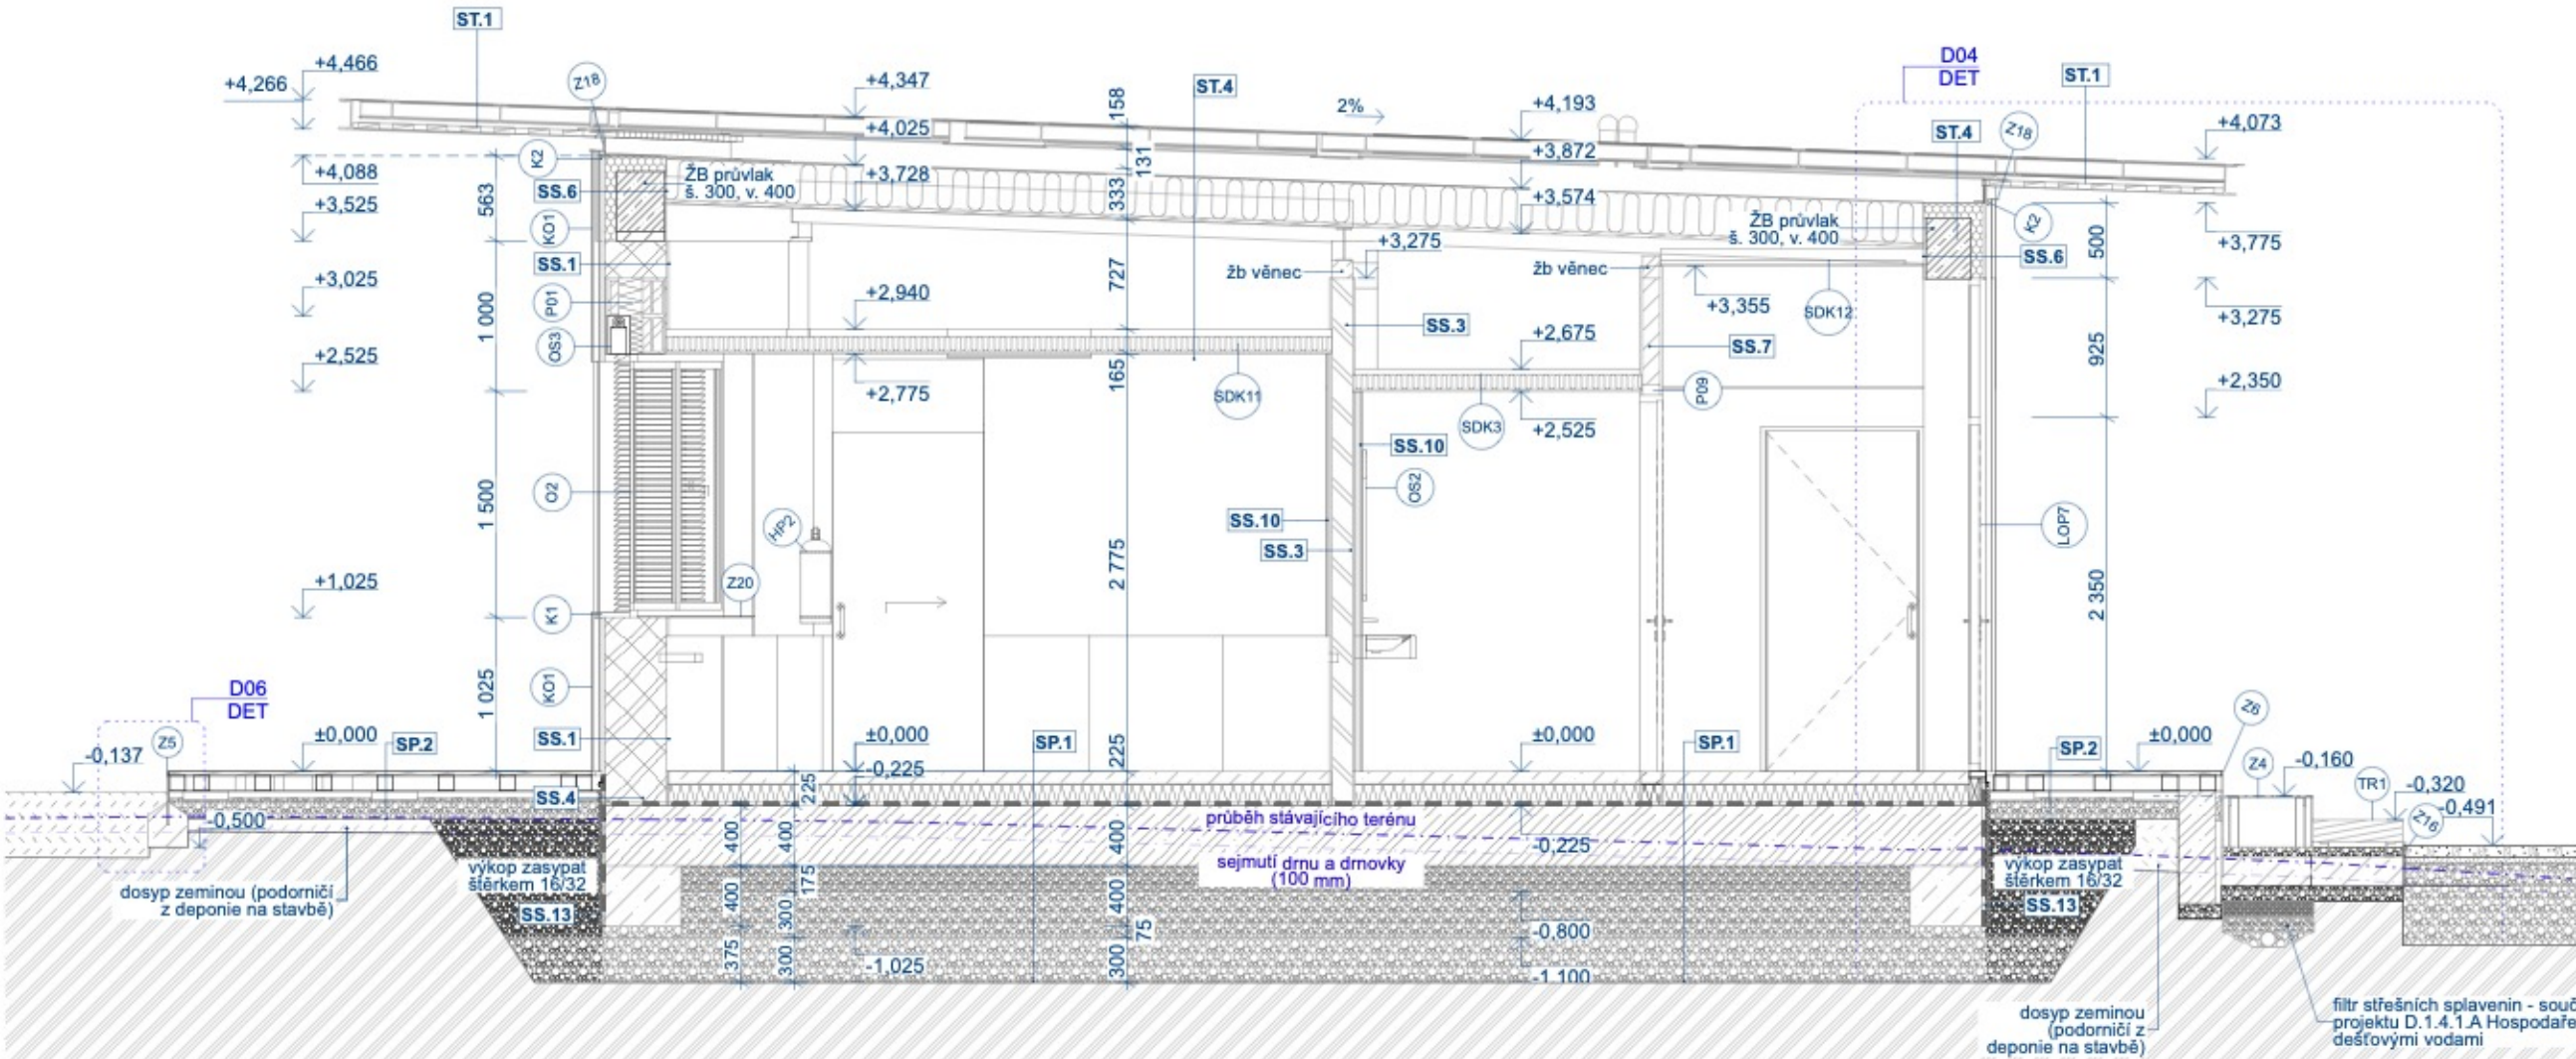 ST.1
+4,466
+4,266
Z18
+4,347
158
ST.4
2%
+4,193
D04
DET
ST.1
+4,025
131
+3,872
ST.4
Z18
+4,073
K2
+4,088
SS.6
ŽB průvlak
š. 300, v. 400
+3,728
333
+3,574
563
+3,525
KO1
ŽB průvlak
š. 300, v. 400
K2
500
+3,775
SS.1
727
žb věnec
+3,275
žb věnec
SS.6
+3,025
P01
1 000
+2,940
SS.3
+3,355
SDK12
+3,275
OS3
+2,675
SS.7
925
+2,525
165
+2,775
SDK11
SDK3
+2,525
P09
+2,350
SS.10
O2
1 500
OS2
HP2
SS.10
SS.3
LOP7
+1,025
Z20
2 775
2 350
K1
D06
DET
1 025
KO1
Z5
-0,137
±0,000
SP.2
SS.1
±0,000
SP.1
225
±0,000
SP.1
SP.2
±0,000
Z6
Z4
-0,160
-0,225
225
SS.4
TR1
-0,320
-0,491
Z16
-0,500
400
400
400
průběh stávajícího terénu
-0,225
výkop zasypat
štěrkem 16/32
175
sejmutí drnu a drnovky
(100 mm)
výkop zasypat
štěrkem 16/32
dosyp zeminou (podorničí
z deponie na stavbě)
400
300
400
SS.13
SS.13
75
-0,800
375
300
-1,025
300
-1,100
dosyp zeminou
(podorničí z
deponie na stavbě)
filtr střešních splavenin - souč
projektu D.1.4.1.A Hospodaře
dešťovými vodami